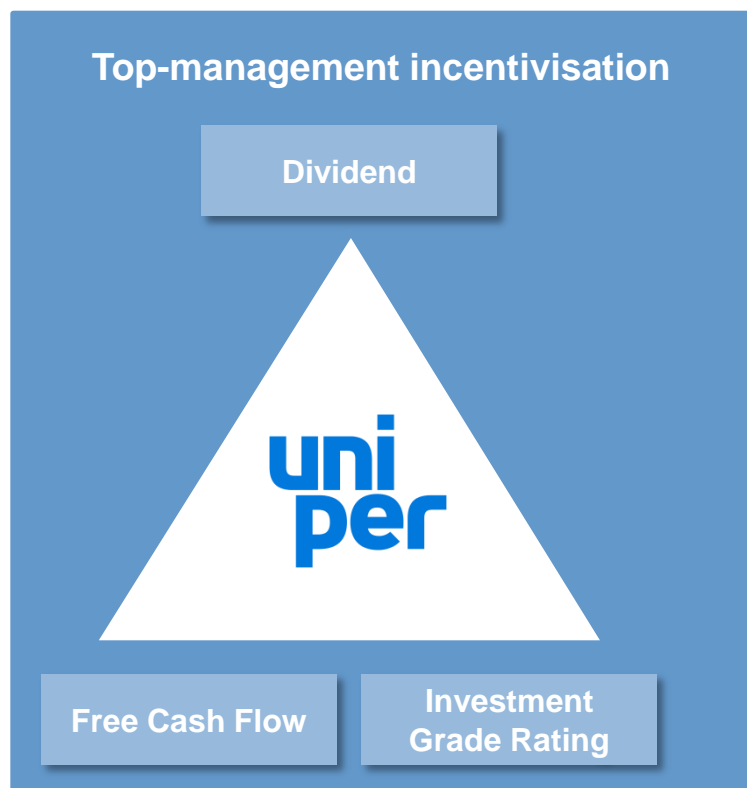 Top-management incentivisation
Dividend
uni
per
Free Cash Flow
Investment
Grade Rating